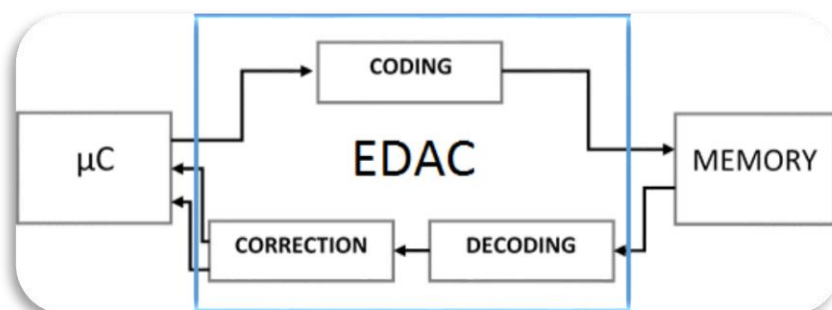 CODING
μC
EDAC
MEMORY
CORRECTION
DECODING